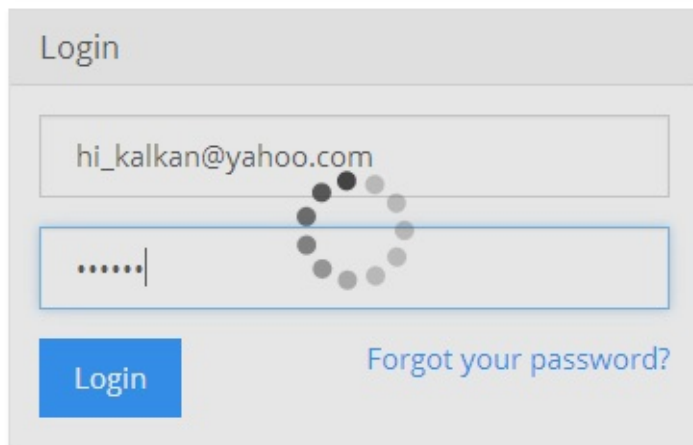 Login
hi_kalkan@yahoo.com
••••••
Login
Forgot your password?